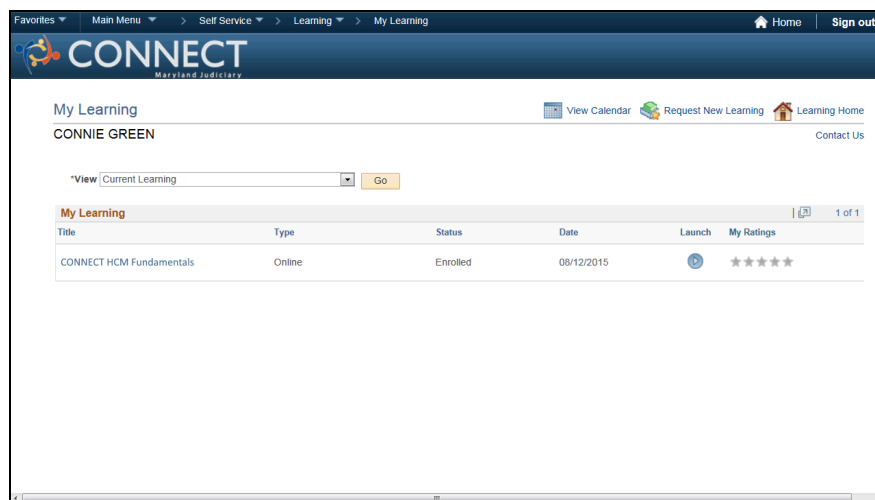 Favorites Main Menu > Self Service > Learning > My Learning Home Sign out
CONNECT
Maryland Judiciary
My Learning View Calendar Request New Learning Learning Home
CONNIE GREEN Contact Us
*View Current Learning Go
My Learning | 1 of 1
Title Type Status Date Launch My Ratings
CONNECT HCM Fundamentals Online Enrolled 08/12/2015